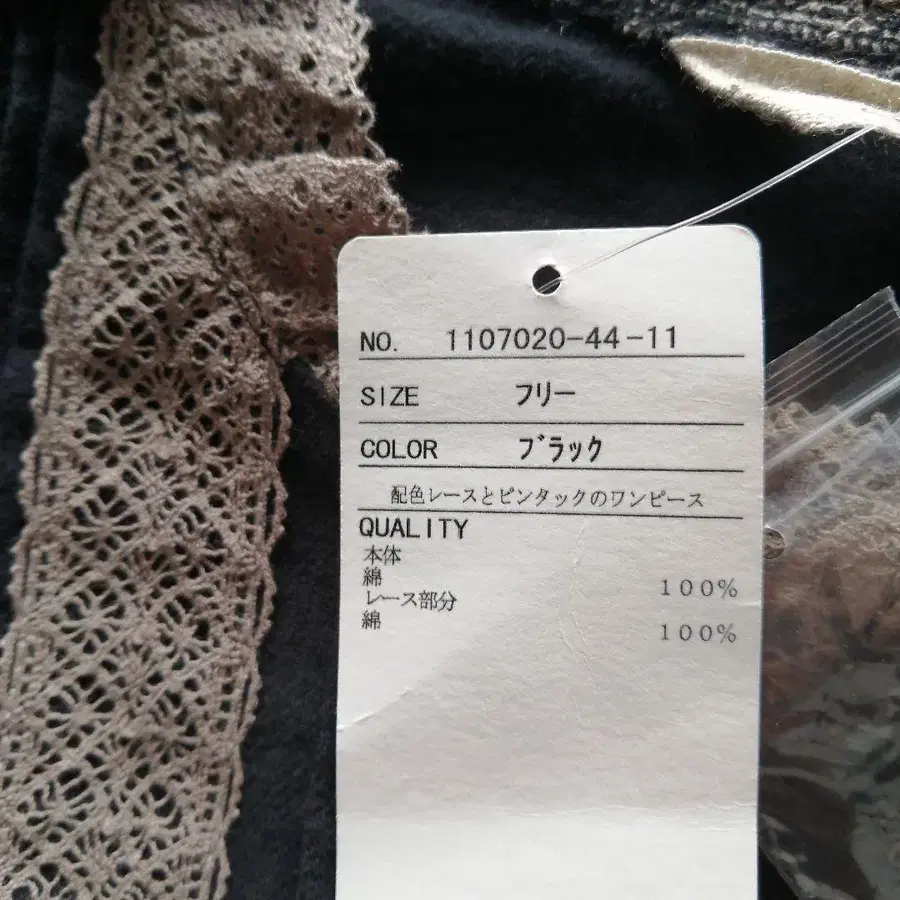 NO. 1107020-44-11
SIZE フリー
COLOR ブラック
配色レースとピンタックのワンピース
QUALITY
本体
綿 100%
レース部分
綿 100%